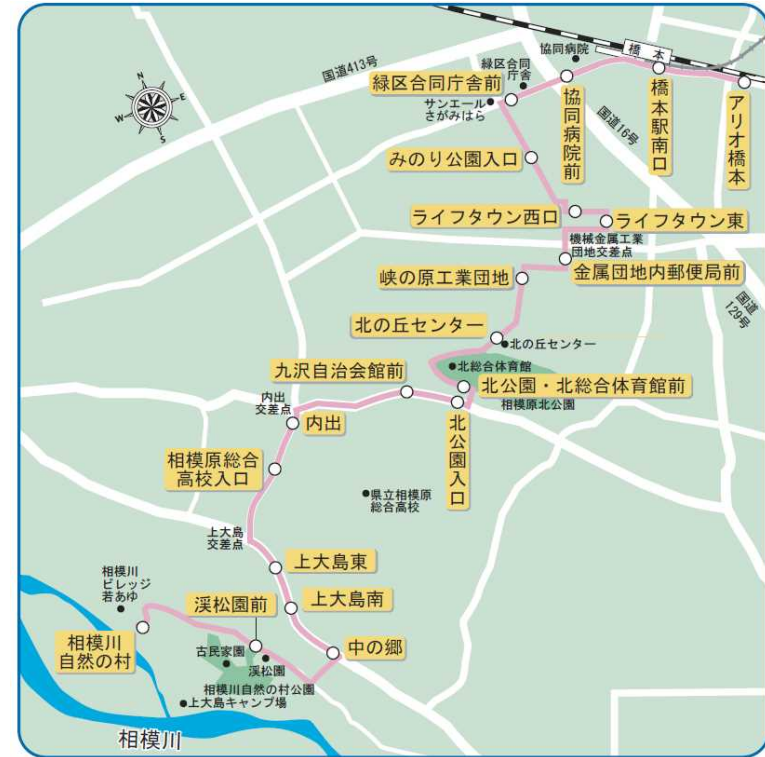 国道413号
協同病院
橋本
緑区合同
庁舎
緑区合同庁舎前
サンエール
さがみはら
協同病院前
橋本駅南口
アリオ橋本
国道16号
N
E
W
S
みのり公園入口
ライフタウン西口
ライフタウン東
機械金属工業
団地交差点
金属団地内郵便局前
峡の原工業団地
国道
129号
北の丘センター
北の丘センター
北総合体育館
九沢自治会館前
北公園・北総合体育館前
相模原北公園
内出
交差点
内出
北公園入口
相模原総合
高校入口
県立相模原
総合高校
上大島
交差点
上大島東
相模川
ビレッジ
若あゆ
渓松園前
上大島南
相模川
自然の村
古民家園
渓松園
中の郷
相模川自然の村公園
上大島キャンプ場
相模川